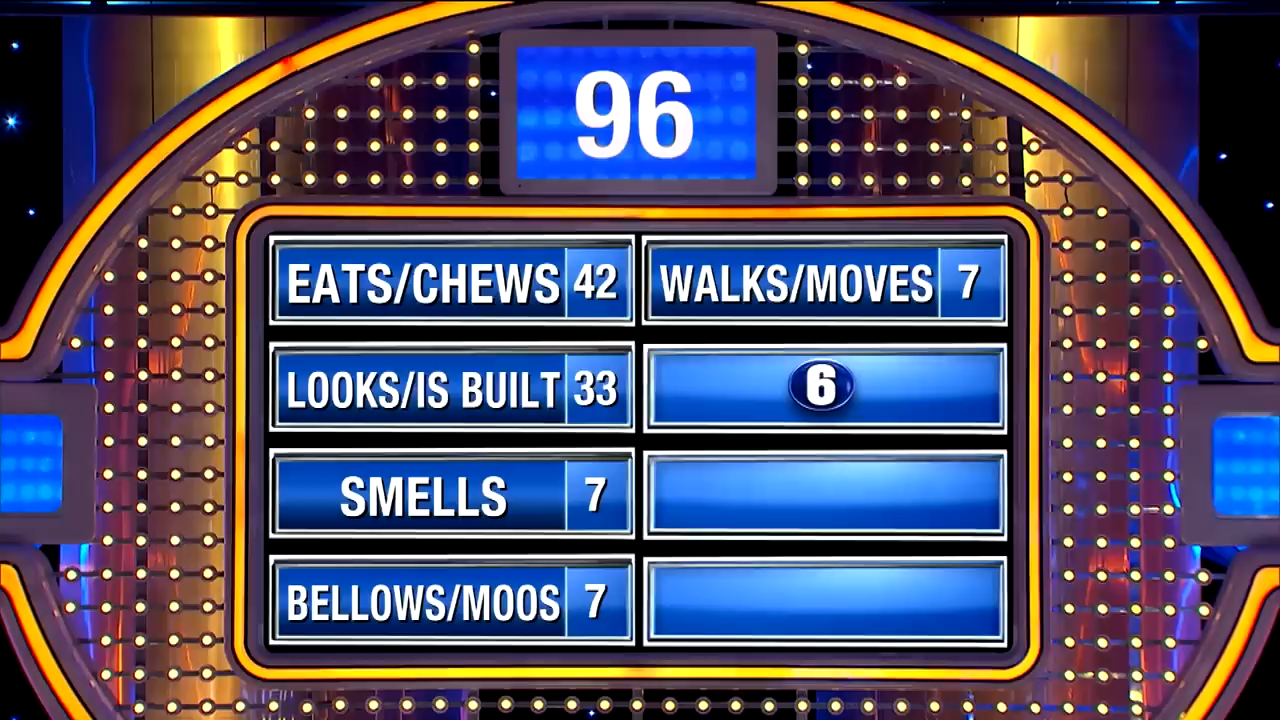 96
EATS/CHEWS 42
LOOKS/IS BUILT 33
SMELLS 7
BELLOWS/MOOS 7
WALKS/MOVES 7
6